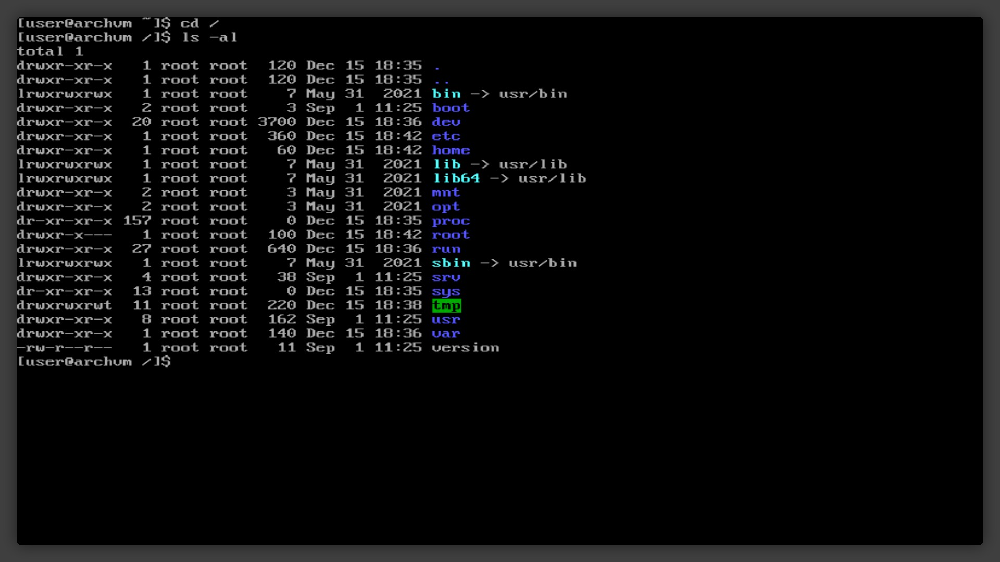 [user@archvm ~]$ cd /
[user@archvm /]$ ls -al
total 1
drwxr-xr-x   1 root root  120 Dec 15 18:35 .
drwxr-xr-x   1 root root  120 Dec 15 18:35 ..
lrwxrwxrwx   1 root root    7 May 31  2021 bin -> usr/bin
drwxr-xr-x   2 root root    3 Sep  1 11:25 boot
drwxr-xr-x  20 root root 3700 Dec 15 18:36 dev
drwxr-xr-x   1 root root  360 Dec 15 18:42 etc
drwxr-xr-x   1 root root   60 Dec 15 18:42 home
lrwxrwxrwx   1 root root    7 May 31  2021 lib -> usr/lib
lrwxrwxrwx   1 root root    7 May 31  2021 lib64 -> usr/lib
drwxr-xr-x   2 root root    3 May 31  2021 mnt
drwxr-xr-x   2 root root    3 May 31  2021 opt
dr-xr-xr-x 157 root root    0 Dec 15 18:35 proc
drwxr-x---   1 root root  100 Dec 15 18:42 root
drwxr-xr-x  27 root root  640 Dec 15 18:36 run
lrwxrwxrwx   1 root root    7 May 31  2021 sbin -> usr/bin
drwxr-xr-x   4 root root   38 Sep  1 11:25 srv
dr-xr-xr-x  13 root root    0 Dec 15 18:35 sys
drwxrwxrwt  11 root root  220 Dec 15 18:38 tmp
drwxr-xr-x   8 root root  162 Sep  1 11:25 usr
drwxr-xr-x   1 root root  140 Dec 15 18:36 var
-rw-r--r--   1 root root   11 Sep  1 11:25 version
[user@archvm /]$